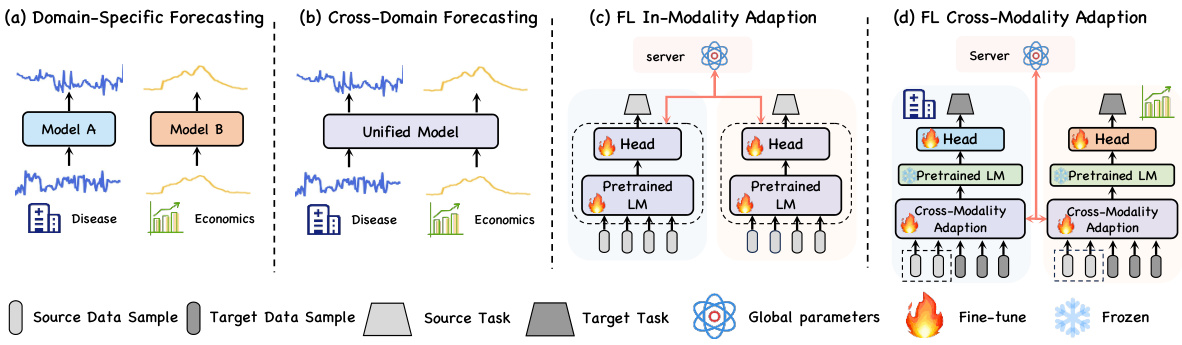 (a) Domain-Specific Forecasting
(b) Cross-Domain Forecasting
(c) FL In-Modality Adaption
(d) FL Cross-Modality Adaption
Model A
Model B
Disease
Economics
Unified Model
Disease
Economics
server
Head
Head
Pretrained
LM
Pretrained
LM
Server
Head
Head
Pretrained LM
Pretrained LM
Cross-Modality
Adaption
Cross-Modality
Adaption
Source Data Sample
Target Data Sample
Source Task
Target Task
Global parameters
Fine-tune
Frozen